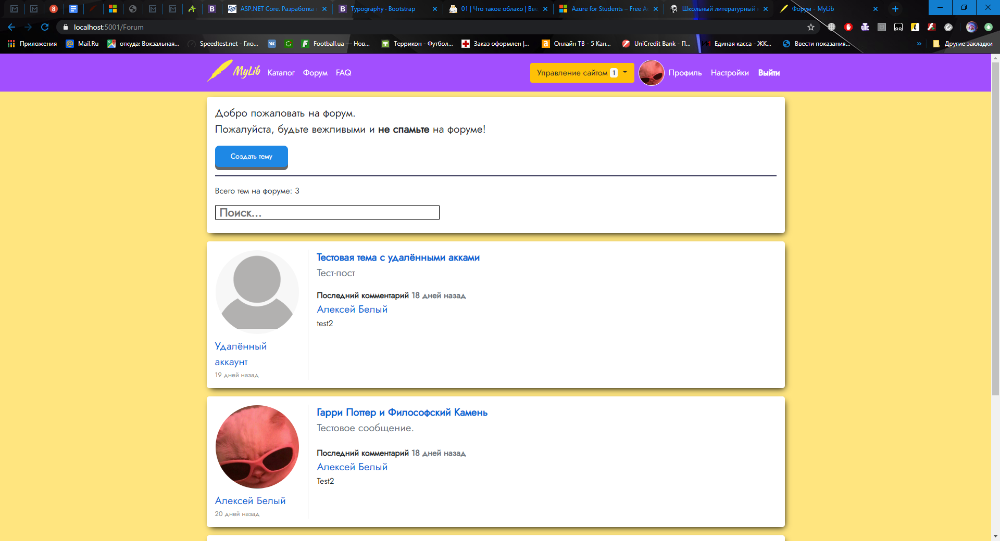 8
ASP.NET Core. Разработка
Typography · Bootstrap
01 | Что такое облако | Вве
Azure for Students – Free A
Школьный литературный
Форум - MyLib
localhost:5001/Forum
Приложения
Mail.Ru
откуда: Вокзальная...
Speedtest.net - Гло...
Football.ua — Нов...
Террикон - Футбол...
Заказ оформлен |...
Онлайн ТВ - 5 Кан...
UniCredit Bank - П...
Единая касса - ЖК...
Ввести показания...
Другие закладки
MyLib
Каталог
Форум
FAQ
Управление сайтом 1
Профиль
Настройки
Выйти
Добро пожаловать на форум.
Пожалуйста, будьте вежливыми и не спамьте на форуме!
Создать тему
Всего тем на форуме: 3
Поиск...
Тестовая тема с удалёнными акками
Тест-пост
Последний комментарий 18 дней назад
Алексей Белый
test2
Удалённый
аккаунт
19 дней назад
Гарри Поттер и Философский Камень
Тестовое сообщение.
Последний комментарий 18 дней назад
Алексей Белый
Test2
Алексей Белый
20 дней назад